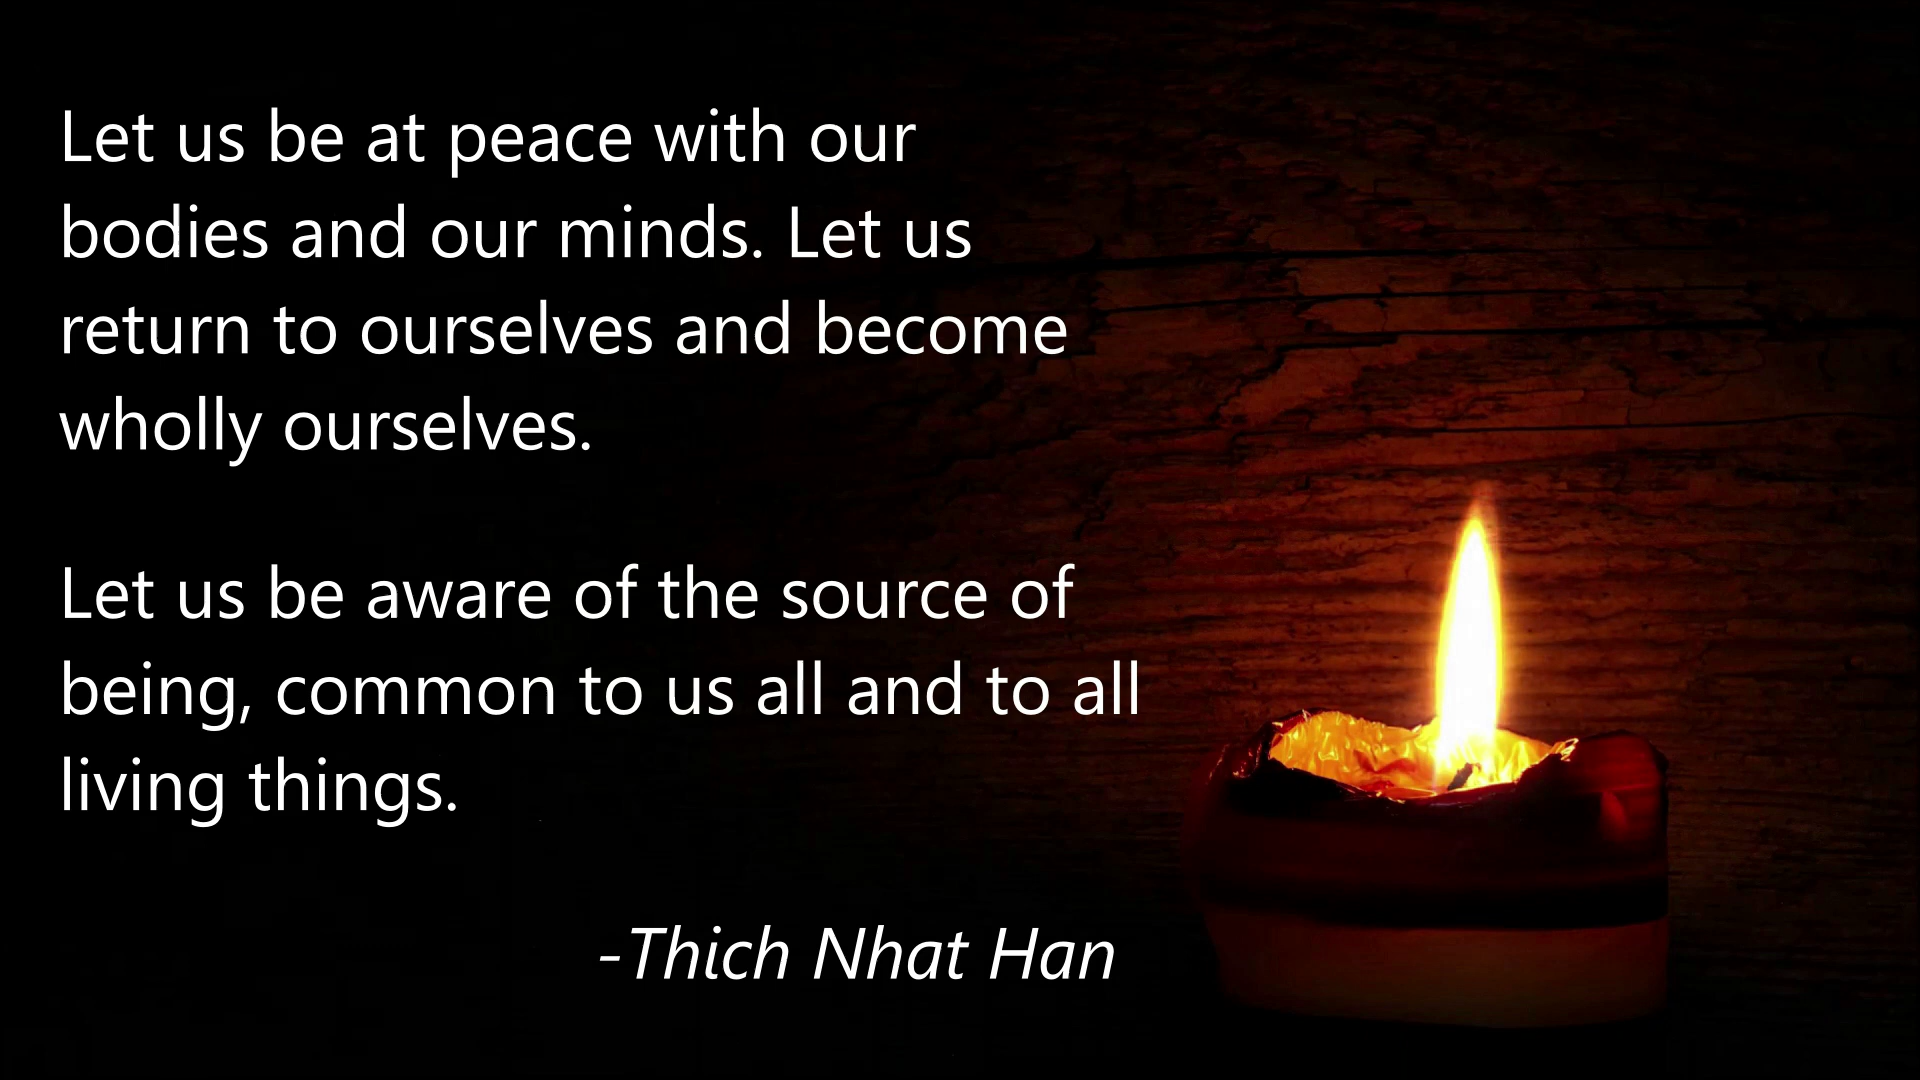 Let us be at peace with our
bodies and our minds. Let us
return to ourselves and become
wholly ourselves.
Let us be aware of the source of
being, common to us all and to all
living things.
-Thich Nhat Han